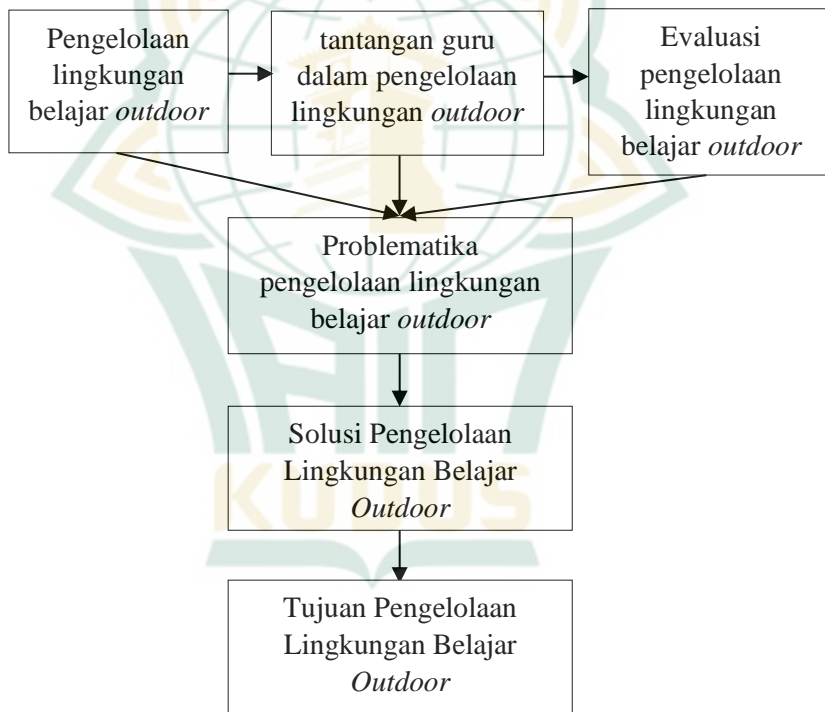 Pengelolaan
lingkungan
belajar outdoor
tantangan guru
dalam pengelolaan
lingkungan outdoor
Evaluasi
pengelolaan
lingkungan
belajar outdoor
Problematika
pengelolaan lingkungan
belajar outdoor
Solusi Pengelolaan
Lingkungan Belajar
Outdoor
KUDUS
Tujuan Pengelolaan
Lingkungan Belajar
Outdoor